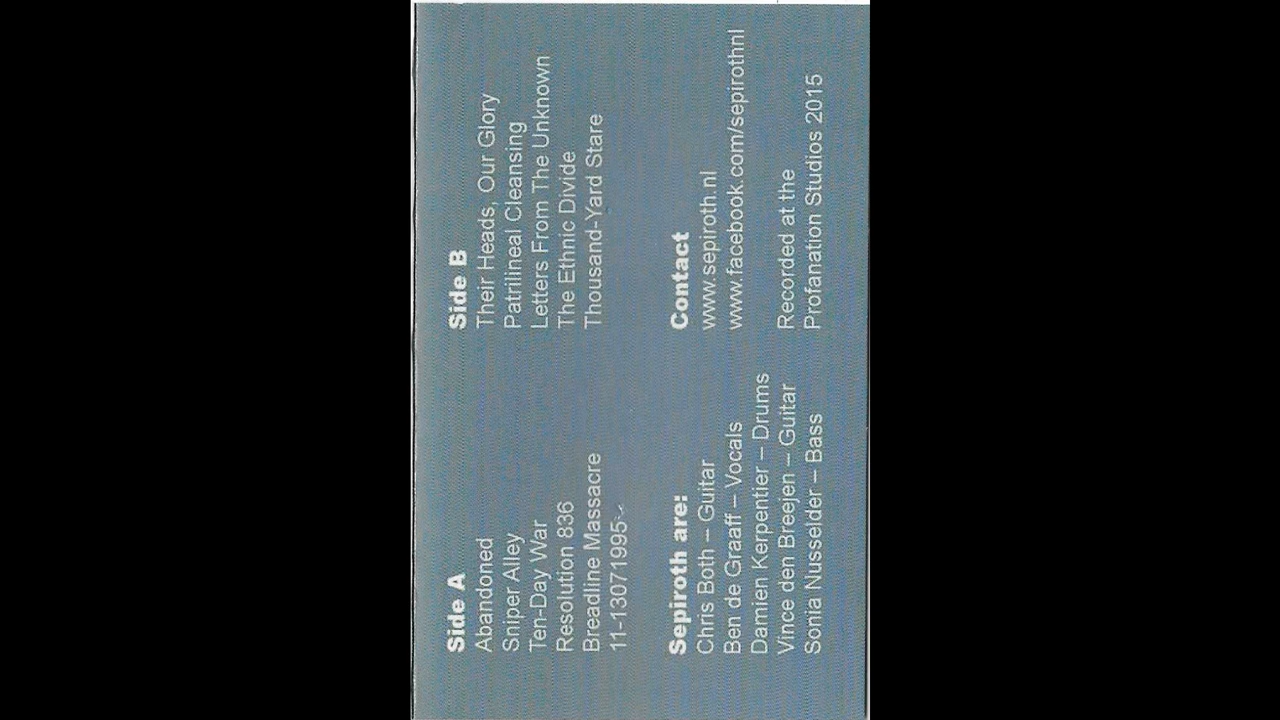 Side A
Abandoned
Sniper Alley
Ten-Day War
Resolution 836
Breadline Massacre
11-13071995
Side B
Their Heads, Our Glory
Patrilineal Cleansing
Letters From The Unknown
The Ethnic Divide
Thousand-Yard Stare
Sepiroth are:
Chris Both – Guitar
Ben de Graaff – Vocals
Damien Kerpentier – Drums
Vince den Breejen – Guitar
Sonia Nusselder – Bass
Contact
www.sepiroth.nl
www.facebook.com/sepirothnl
Recorded at the
Profanation Studios 2015